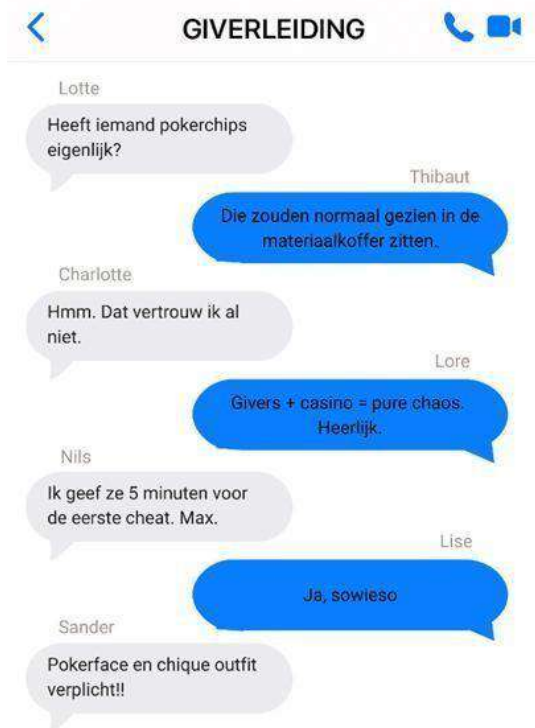 GIVERLEIDING
Lotte
Heeft iemand pokerchips
eigenlijk?
Thibaut
Die zouden normaal gezien in de
materiaalkoffer zitten.
Charlotte
Hmm. Dat vertrouw ik al
niet.
Lore
Givers + casino = pure chaos.
Heerlijk.
Nils
Ik geef ze 5 minuten voor
de eerste cheat. Max.
Lise
Ja, sowieso
Sander
Pokerface en chique outfit
verplicht!!